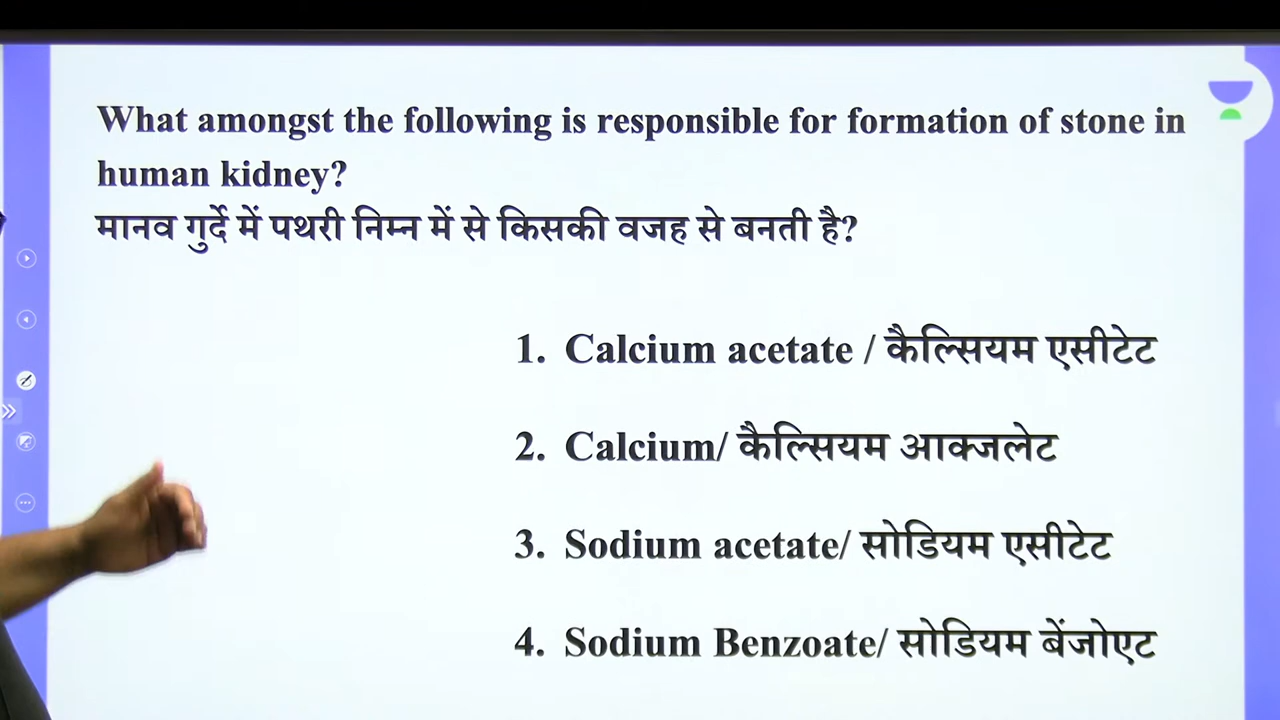 What amongst the following is responsible for formation of stone in
human kidney?
मानव गुर्दे में पथरी निम्न में से किसकी वजह से बनती है?
1. Calcium acetate / कैल्सियम एसीटेट
2. Calcium/ कैल्सियम आक्जलेट
3. Sodium acetate/ सोडियम एसीटेट
4. Sodium Benzoate/ सोडियम बेंजोएट